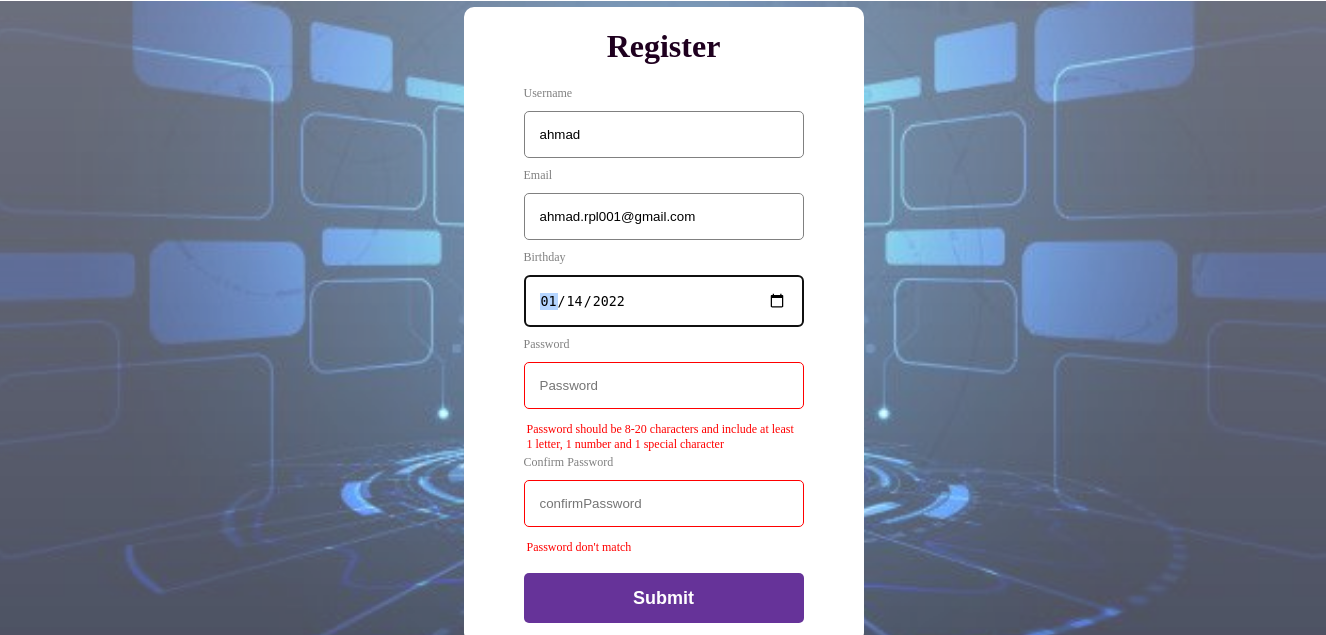 Register
Username
ahmad
Email
ahmad.rpl001@gmail.com
Birthday
01/14/2022
Password
Password
Password should be 8-20 characters and include at least
1 letter, 1 number and 1 special character
Confirm Password
confirmPassword
Password don't match
Submit